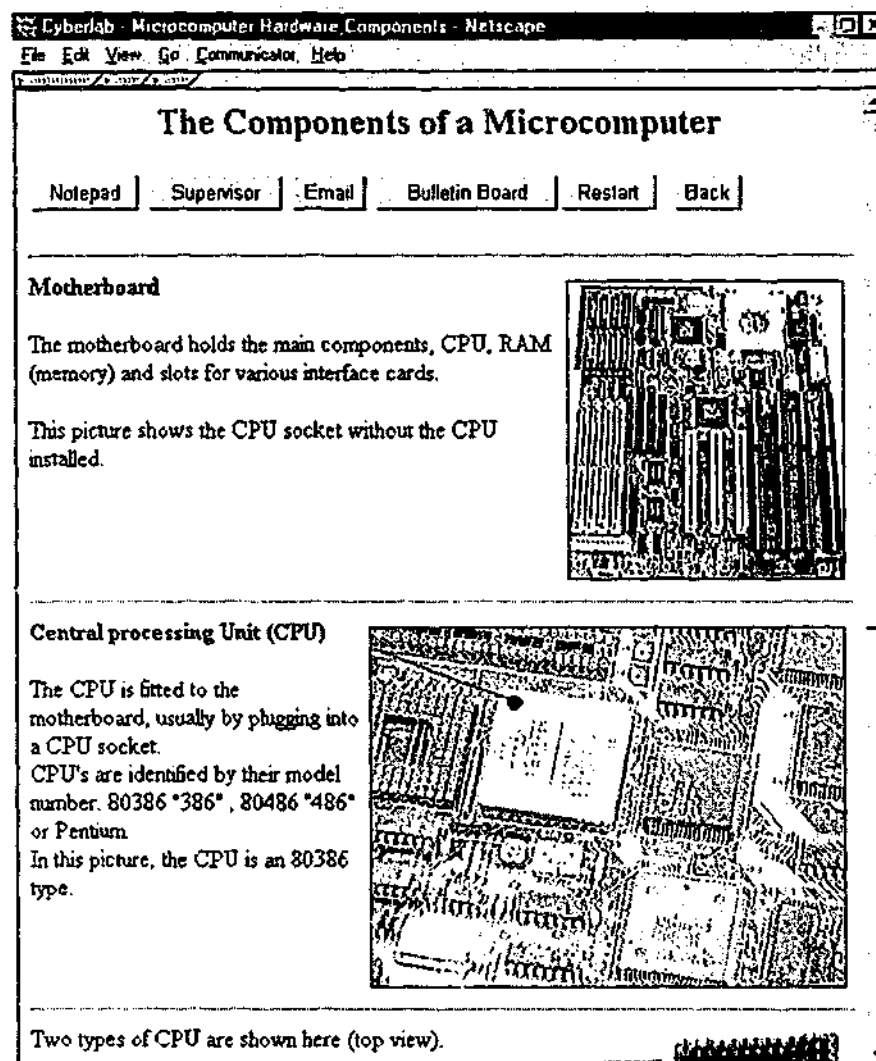 Cyberlab - Microcomputer Hardware Components - Netscape
File Edit View Go Communicator Help
The Components of a Microcomputer
Notepad Supervisor Email Bulletin Board Restart Back
Motherboard
The motherboard holds the main components, CPU, RAM
(memory) and slots for various interface cards.
This picture shows the CPU socket without the CPU
installed.
Central processing Unit (CPU)
The CPU is fitted to the
motherboard, usually by plugging into
a CPU socket.
CPU's are identified by their model
number. 80386 "386" , 80486 "486"
or Pentium
In this picture, the CPU is an 80386
type.
Two types of CPU are shown here (top view).